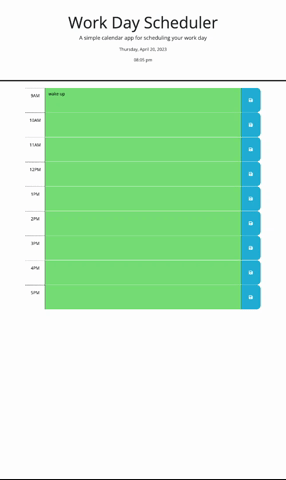 Work Day Scheduler
A simple calendar app for scheduling your work day
Thursday, April 20, 2023
08:05 pm
9AM wake up
10AM
11AM
12PM
1PM
2PM
3PM
4PM
5PM